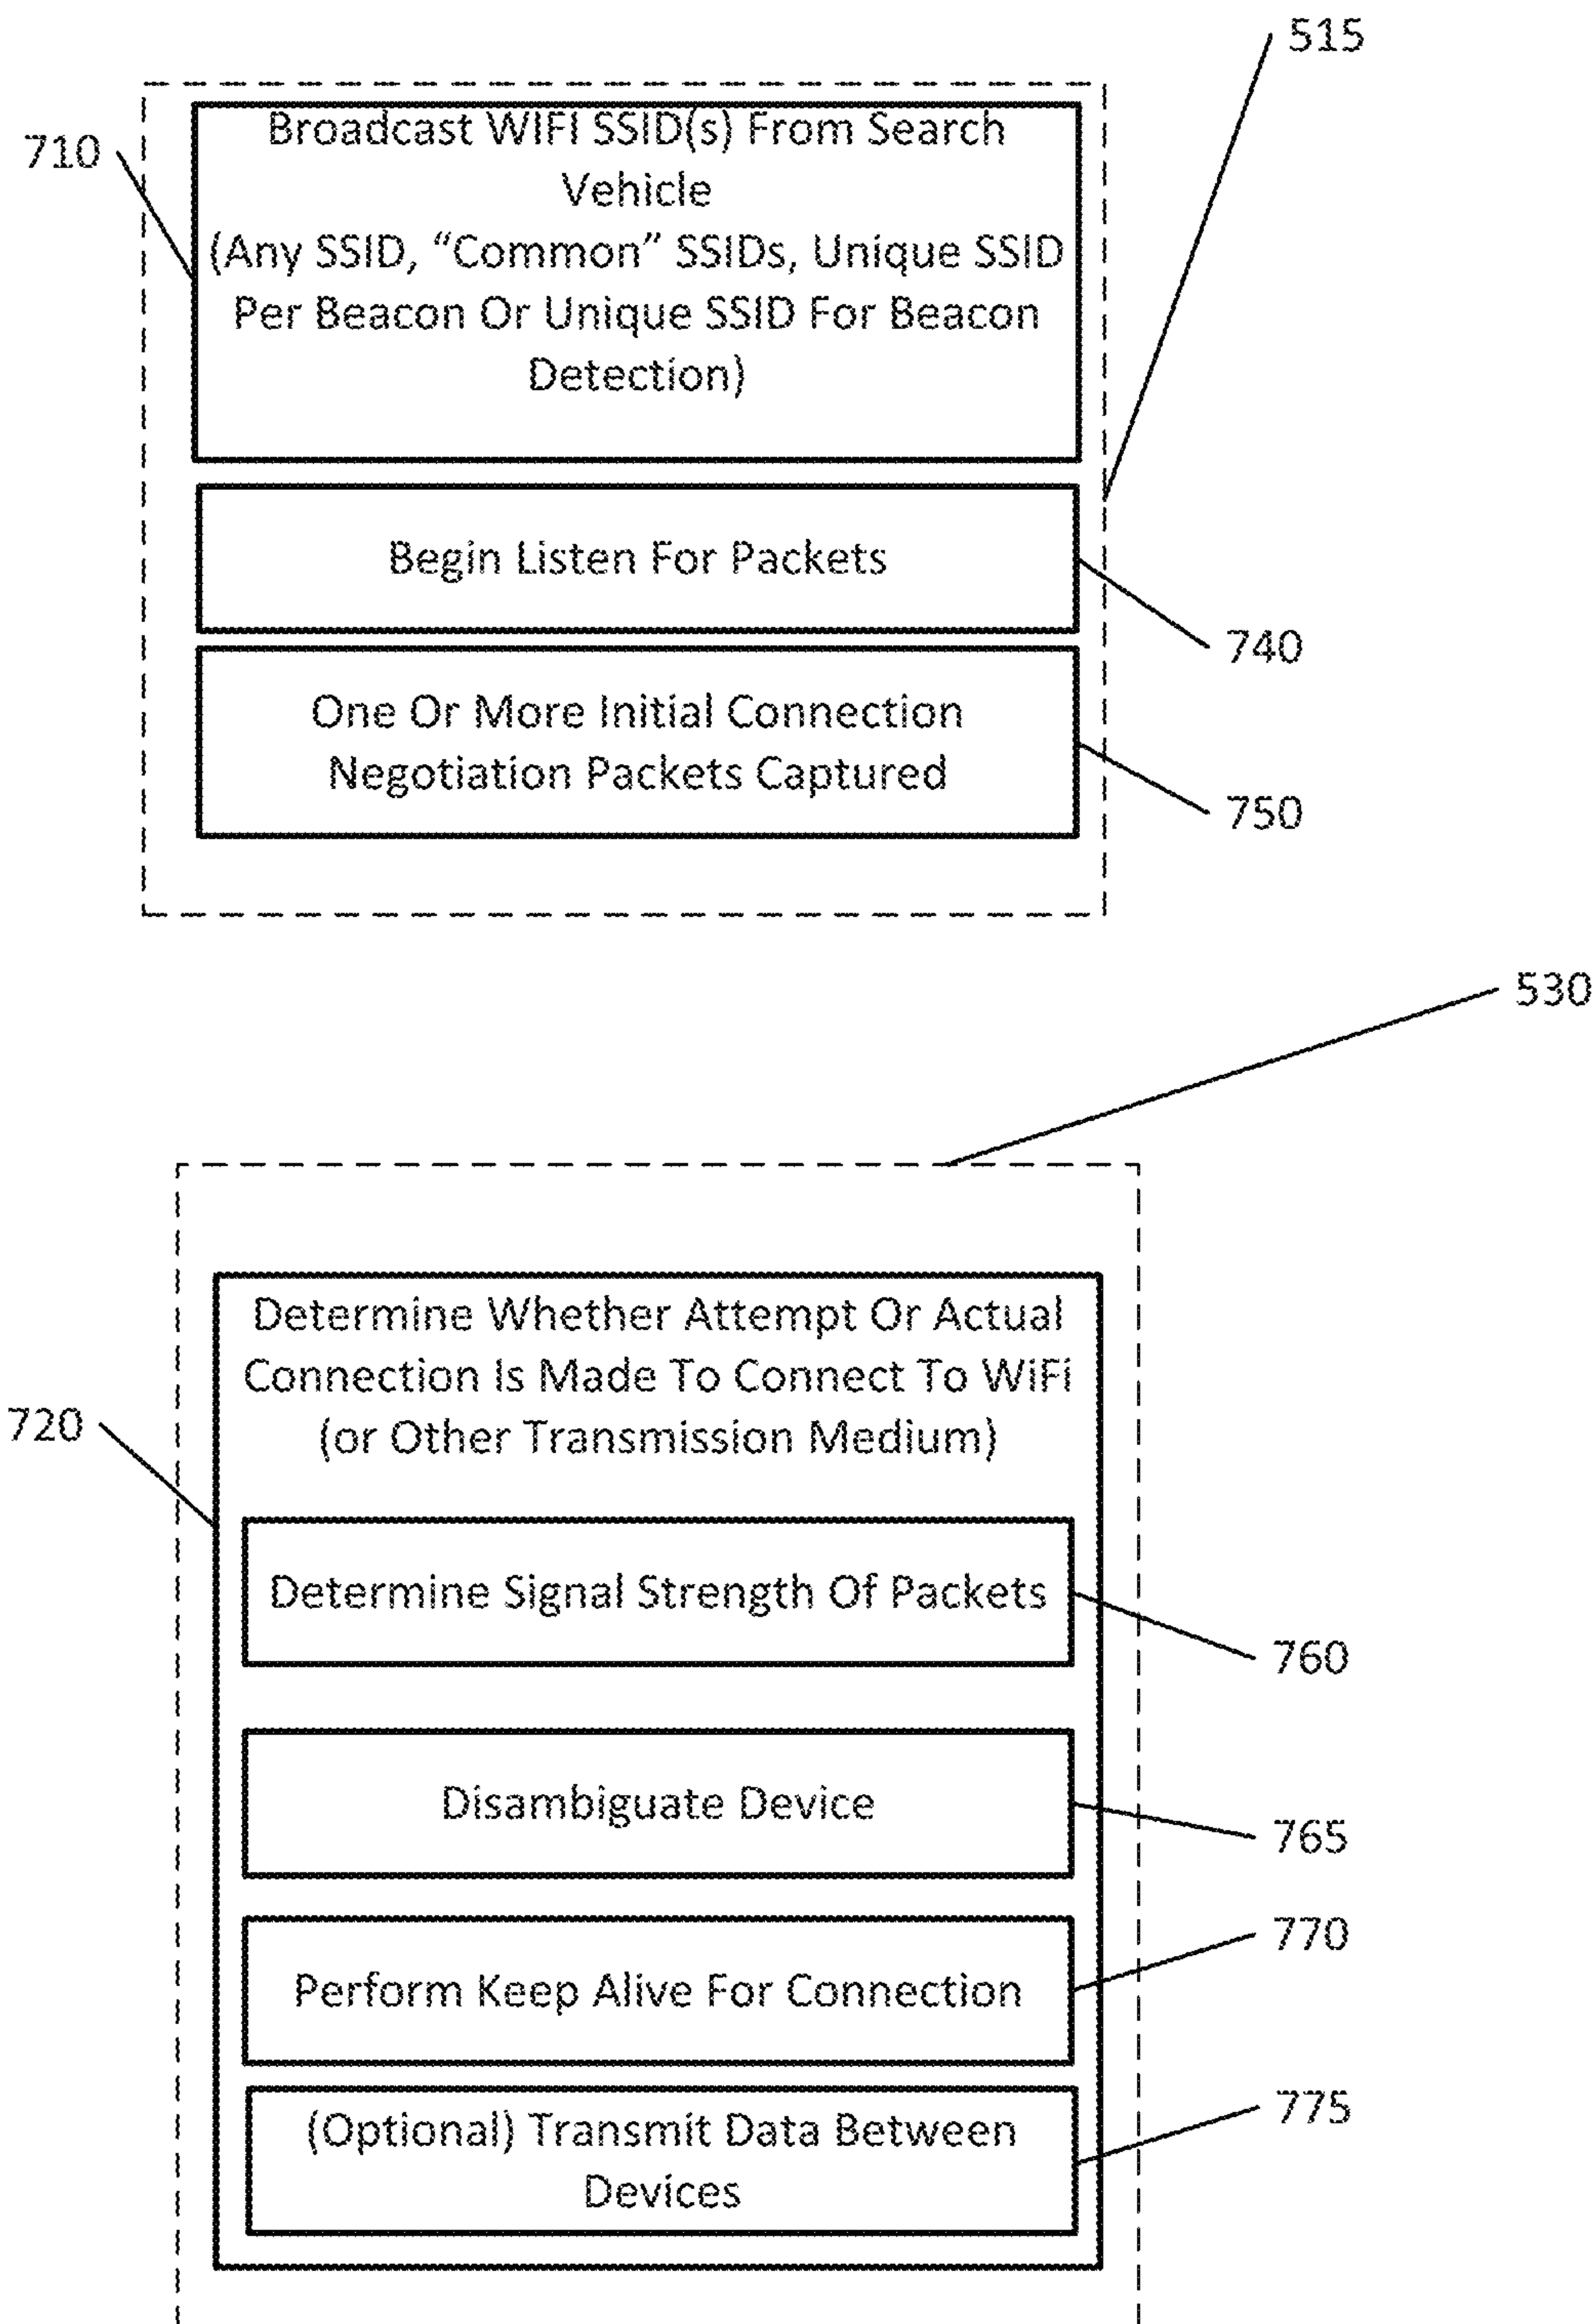 515
710
Broadcast WIFI SSID(s) From Search
Vehicle
(Any SSID, “Common” SSIDs, Unique SSID
Per Beacon Or Unique SSID For Beacon
Detection)
Begin Listen For Packets
740
One Or More Initial Connection
Negotiation Packets Captured
750
530
Determine Whether Attempt Or Actual
Connection Is Made To Connect To WiFi
(or Other Transmission Medium)
720
Determine Signal Strength Of Packets
760
Disambiguate Device
765
770
Perform Keep Alive For Connection
775
(Optional) Transmit Data Between
Devices